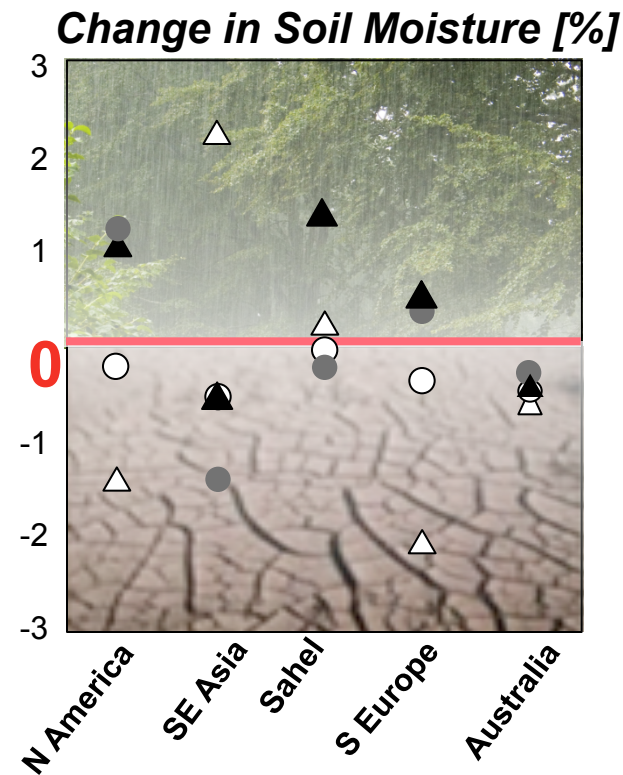 Change in Soil Moisture [%]
3
2
1
0
-1
-2
-3
N America
SE Asia
Sahel
S Europe
Australia